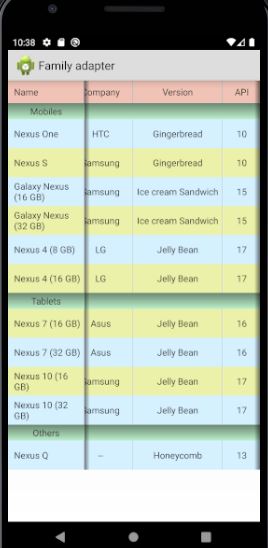 10:38
Family adapter
Name Company Version API
Mobiles
Nexus One HTC Gingerbread 10
Nexus S Samsung Gingerbread 10
Galaxy Nexus (16 GB) Samsung Ice cream Sandwich 15
Galaxy Nexus (32 GB) Samsung Ice cream Sandwich 15
Nexus 4 (8 GB) LG Jelly Bean 17
Nexus 4 (16 GB) LG Jelly Bean 17
Tablets
Nexus 7 (16 GB) Asus Jelly Bean 16
Nexus 7 (32 GB) Asus Jelly Bean 16
Nexus 10 (16 GB) Samsung Jelly Bean 17
Nexus 10 (32 GB) Samsung Jelly Bean 17
Others
Nexus Q -- Honeycomb 13